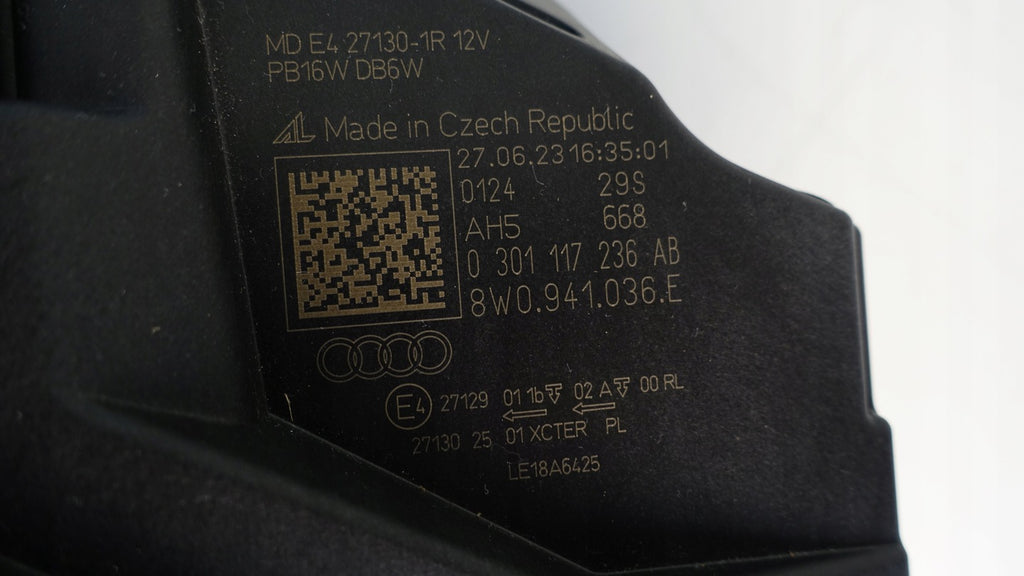 MD E4 27130-1R 12V
PB16W DB6W
AL Made in Czech Republic
27.06.23 16:35:01
0124 29S
AH5 668
0 301 117 236 AB
8W0.941.036.E
E4 27129 01 1b 02 A 00 RL
27130 25 01 XCTER PL
LE18A6425